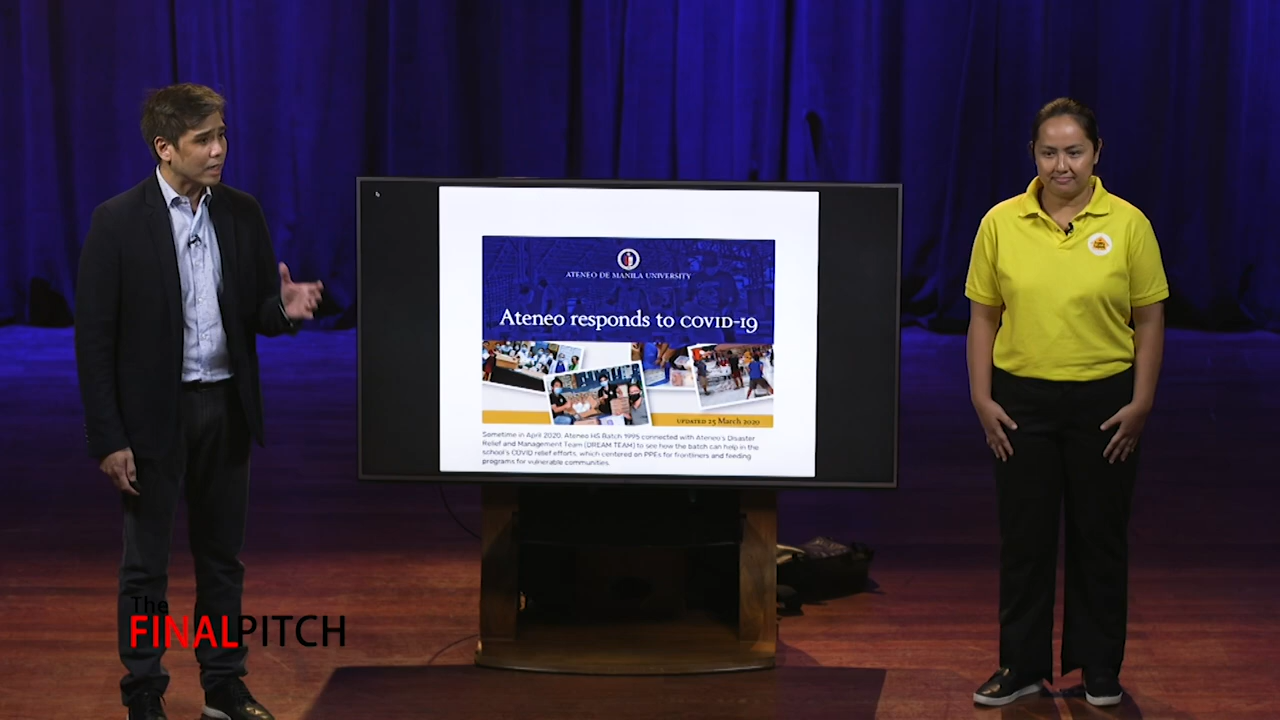 ATENEO DE MANILA UNIVERSITY
Ateneo responds to COVID-19
UPDATED 25 March 2020
Sometime in April 2020, Ateneo HS Batch 1995 connected with Ateneo's Disaster
Relief and Management Team (DREAM TEAM) to see how the batch can help in the
school's COVID relief efforts, which centered on PPEs for frontliners and feeding
programs for vulnerable communities.
The
FINALPITCH